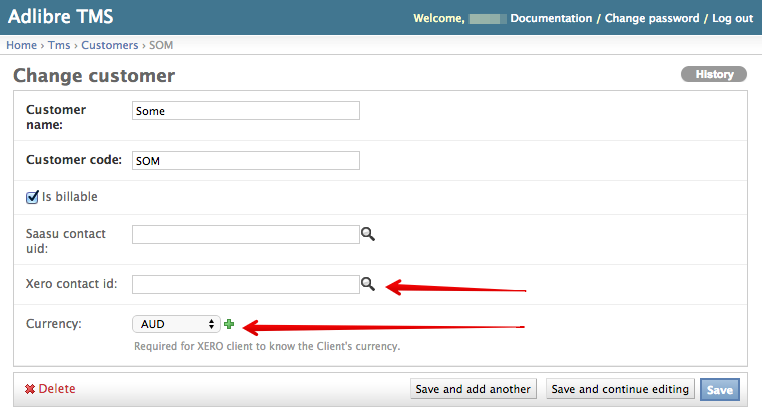 Adlibre TMS
Welcome, Documentation / Change password / Log out
Home › Tms › Customers › SOM
Change customer
History
Customer name:
Some
Customer code:
SOM
Is billable
Saasu contact uid:
Xero contact id:
Currency:
AUD
Required for XERO client to know the Client's currency.
Delete
Save and add another
Save and continue editing
Save